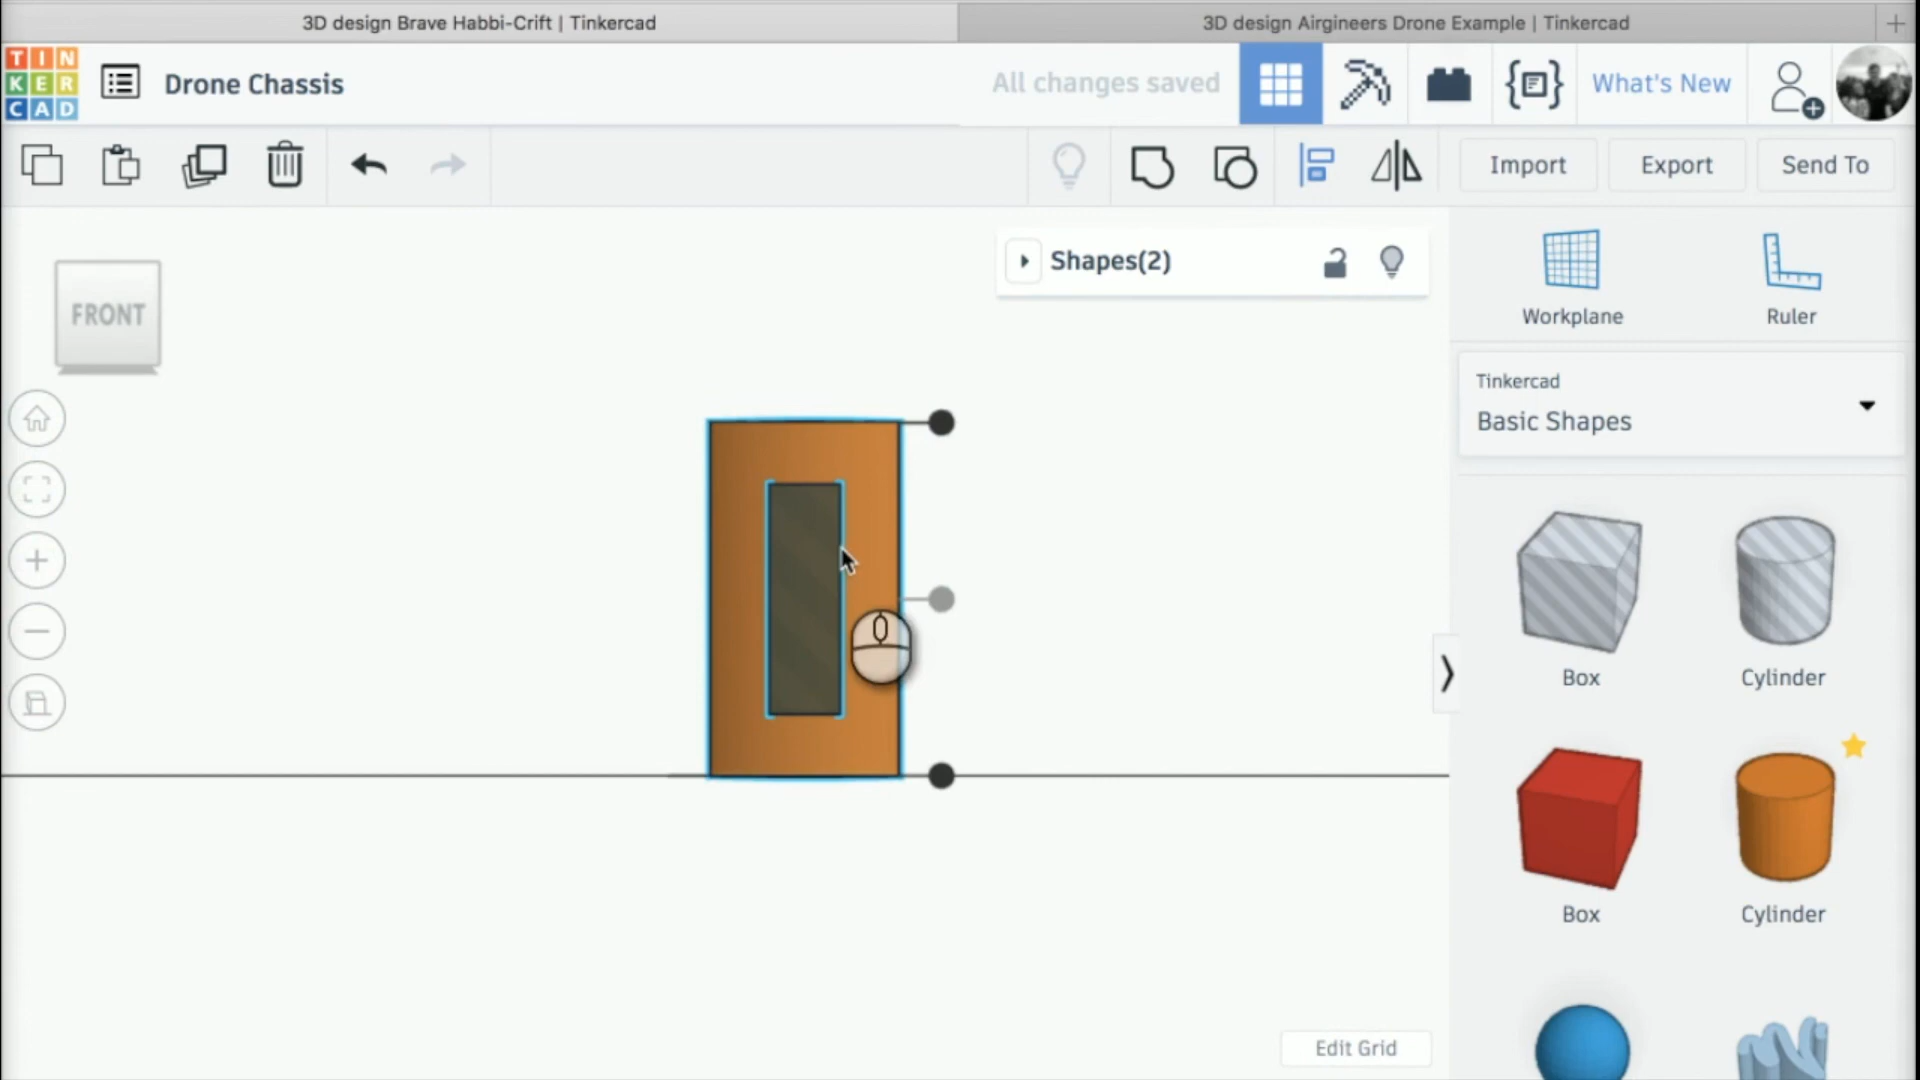 3D design Brave Habbi-Crift | Tinkercad
3D design Airgineers Drone Example | Tinkercad
TIN
KER
CAD
Drone Chassis
All changes saved
What's New
Import
Export
Send To
Shapes(2)
FRONT
Workplane
Ruler
Tinkercad
Basic Shapes
Box
Cylinder
Box
Cylinder
Edit Grid